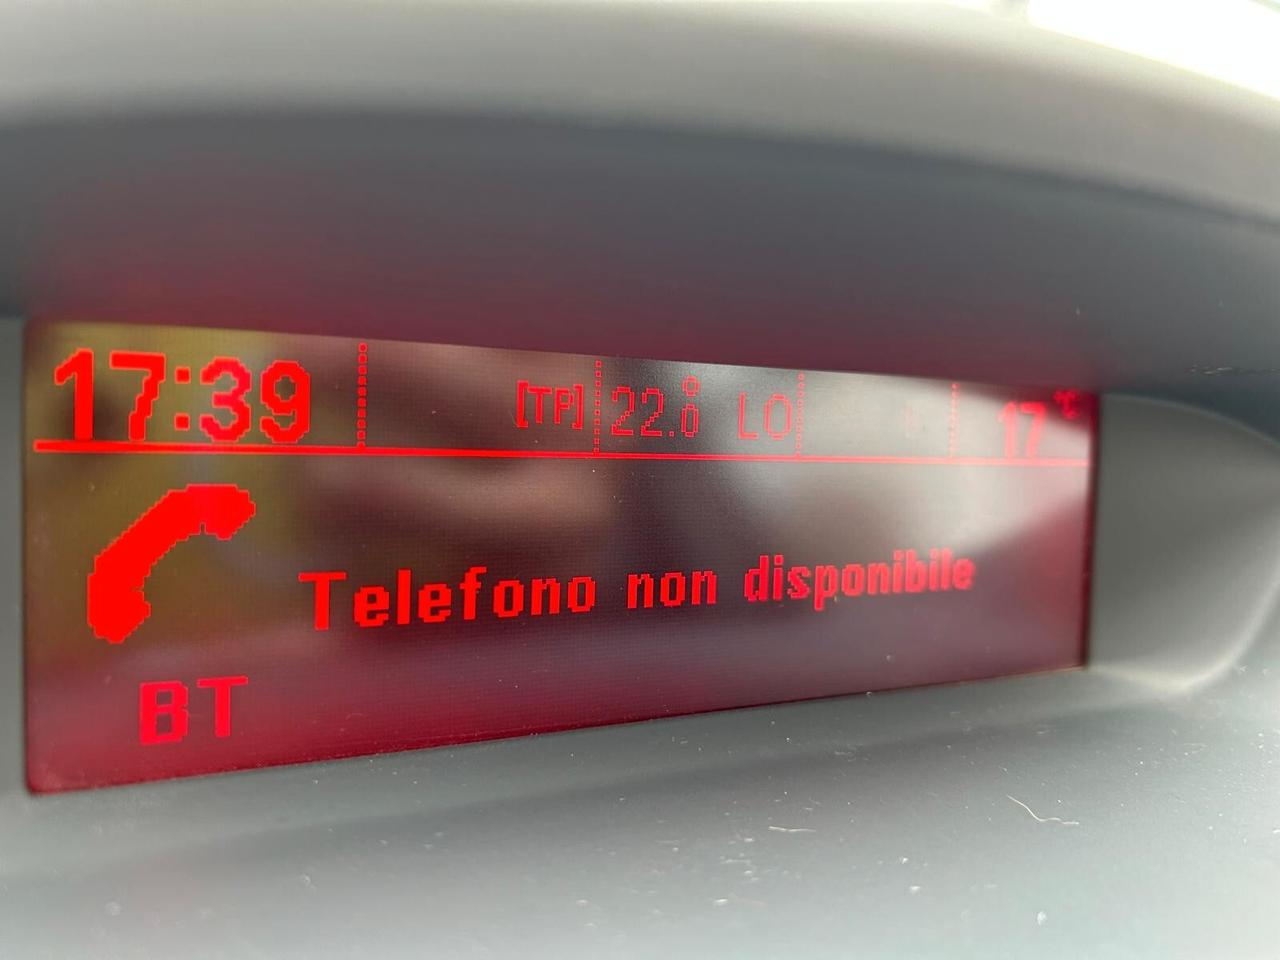 17:39 [TP] 22.0° LO 17 °C
Telefono non disponibile
BT